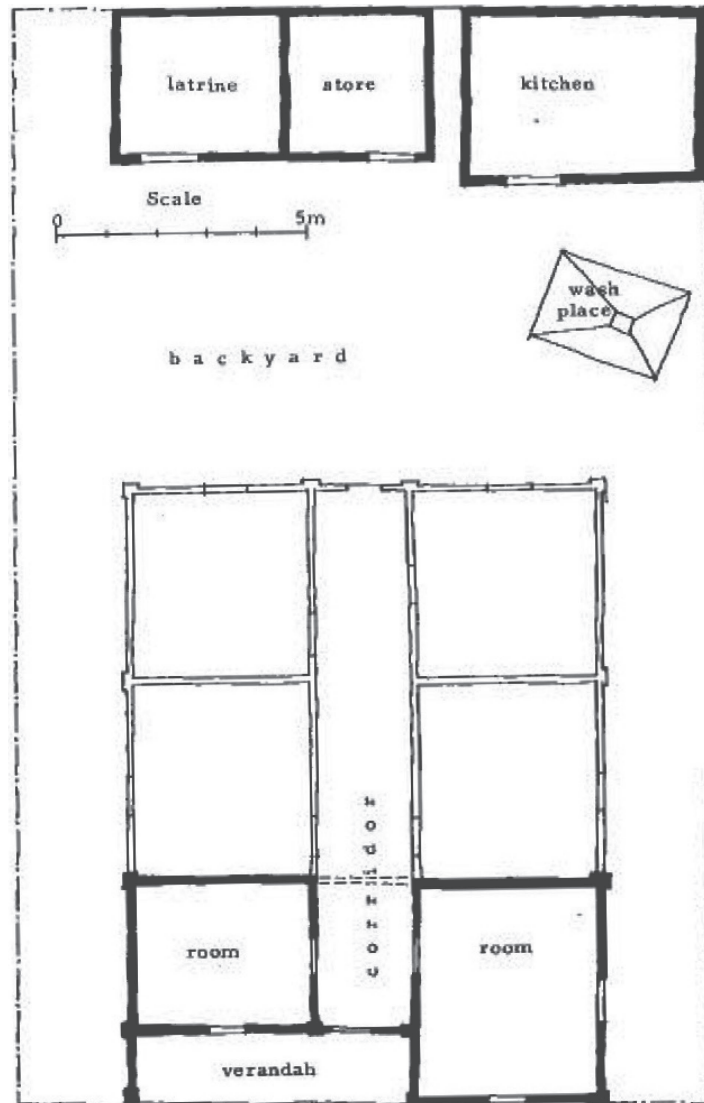 latrine
store
kitchen
Scale
0
5m
wash
place
backyard
corridor
room
room
verandah